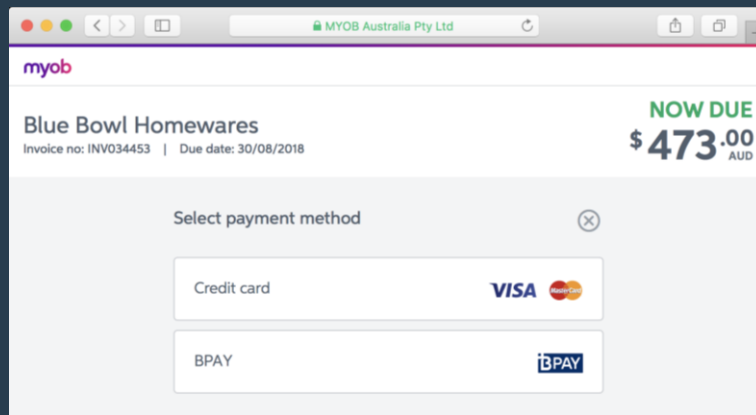 MYOB Australia Pty Ltd
myob
Blue Bowl Homewares
Invoice no: INV034453 | Due date: 30/08/2018
NOW DUE
$473.00
AUD
Select payment method
Credit card VISA MasterCard
BPAY BPAY